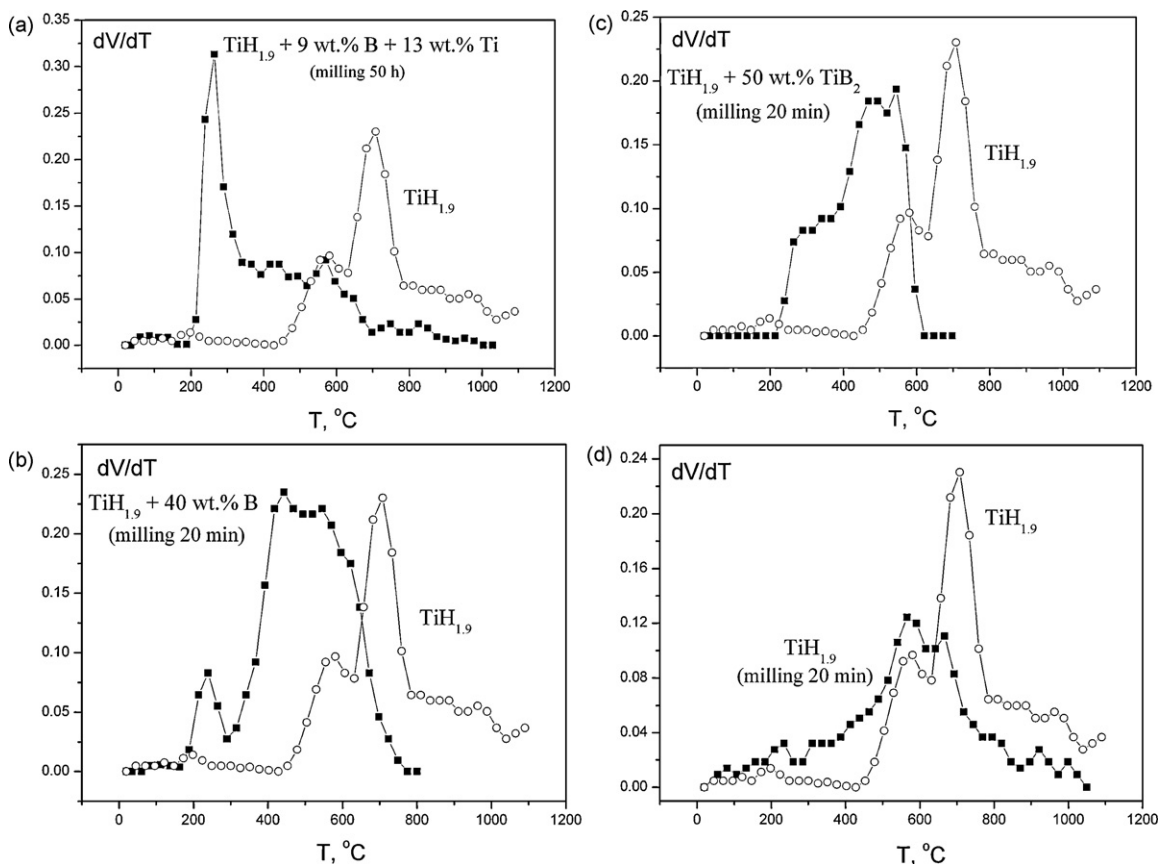 (a)
dV/dT
TiH₁.₉ + 9 wt.% B + 13 wt.% Ti
(milling 50 h)
TiH₁.₉
0.35
0.30
0.25
0.20
0.15
0.10
0.05
0.00
0 200 400 600 800 1000 1200
T, °C
(b)
dV/dT
TiH₁.₉ + 40 wt.% B
(milling 20 min)
TiH₁.₉
0.25
0.20
0.15
0.10
0.05
0.00
0 200 400 600 800 1000 1200
T, °C
(c)
dV/dT
TiH₁.₉ + 50 wt.% TiB₂
(milling 20 min)
TiH₁.₉
0.25
0.20
0.15
0.10
0.05
0.00
0 200 400 600 800 1000 1200
T, °C
(d)
dV/dT
TiH₁.₉
TiH₁.₉
(milling 20 min)
0.24
0.20
0.16
0.12
0.08
0.04
0.00
0 200 400 600 800 1000 1200
T, °C